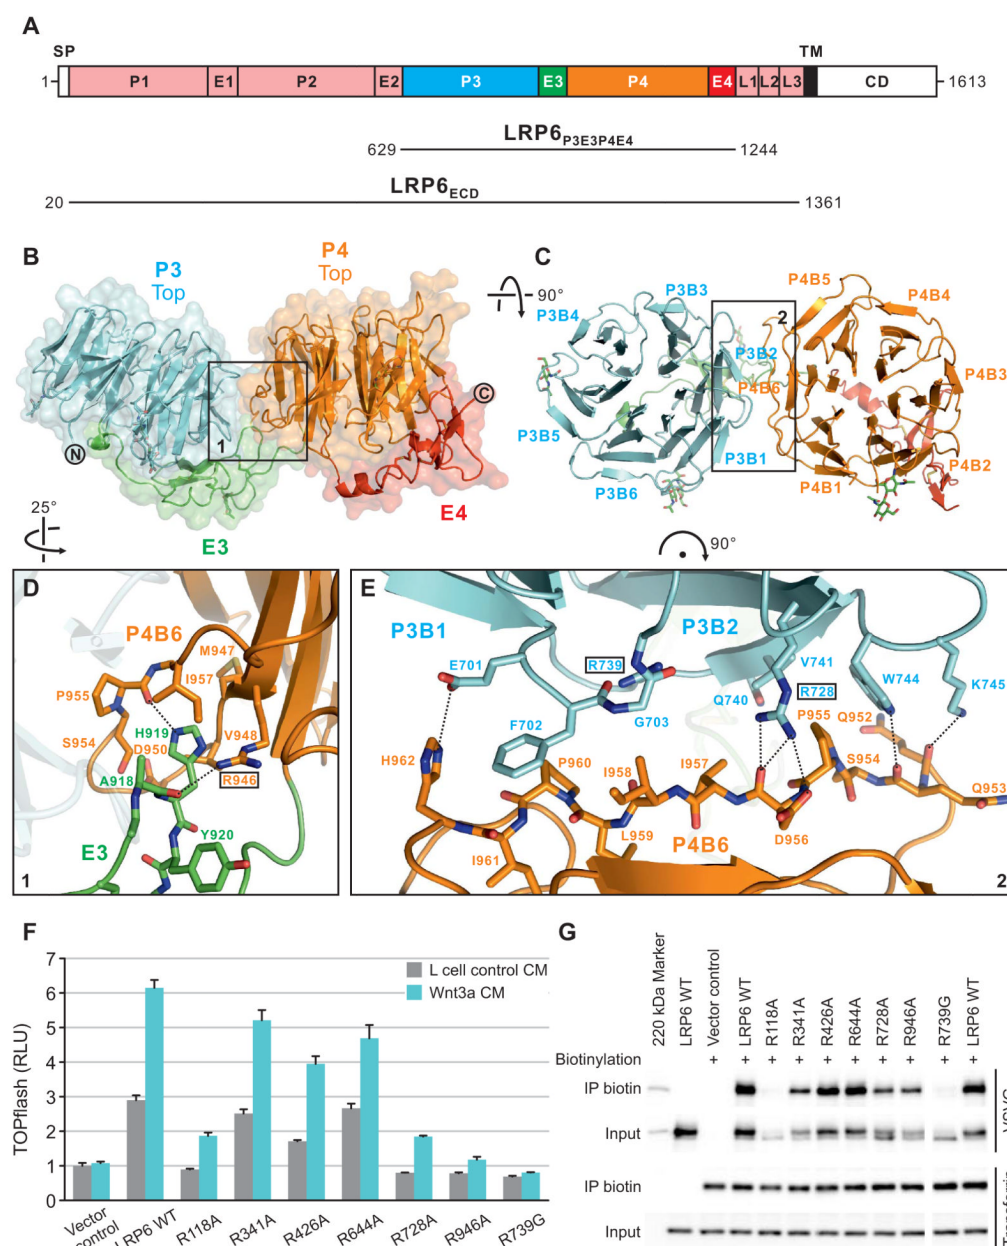 A
SP
TM
1
P1
E1
P2
E2
P3
E3
P4
E4
L1
L2
L3
CD
1613
LRP6P3E3P4E4
629
1244
LRP6ECD
20
1361
B
P3
Top
P4
Top
N
C
1
E3
E4
25°
90°
C
P3B4
P3B3
P3B2
P3B5
P3B6
P3B1
2
P4B5
P4B4
P4B6
P4B3
P4B1
P4B2
90°
D
P4B6
M947
P955
I957
H919
V948
S954
D950
A918
R946
Y920
E3
1
E
P3B1
P3B2
E701
R739
V741
F702
G703
Q740
R728
W744
K745
H962
P960
I958
I957
P955
Q952
S954
Q953
L959
D956
I961
P4B6
2
F
TOPflash (RLU)
7
6
5
4
3
2
1
0
L cell control CM
Wnt3a CM
Vector control
LRP6 WT
R118A
R341A
R426A
R644A
R728A
R946A
R739G
G
220 kDa Marker
LRP6 WT
Vector control
LRP6 WT
R118A
R341A
R426A
R644A
R728A
R946A
R739G
LRP6 WT
Biotinylation + + + + + + + + + +
IP biotin
Input
IP biotin
Input